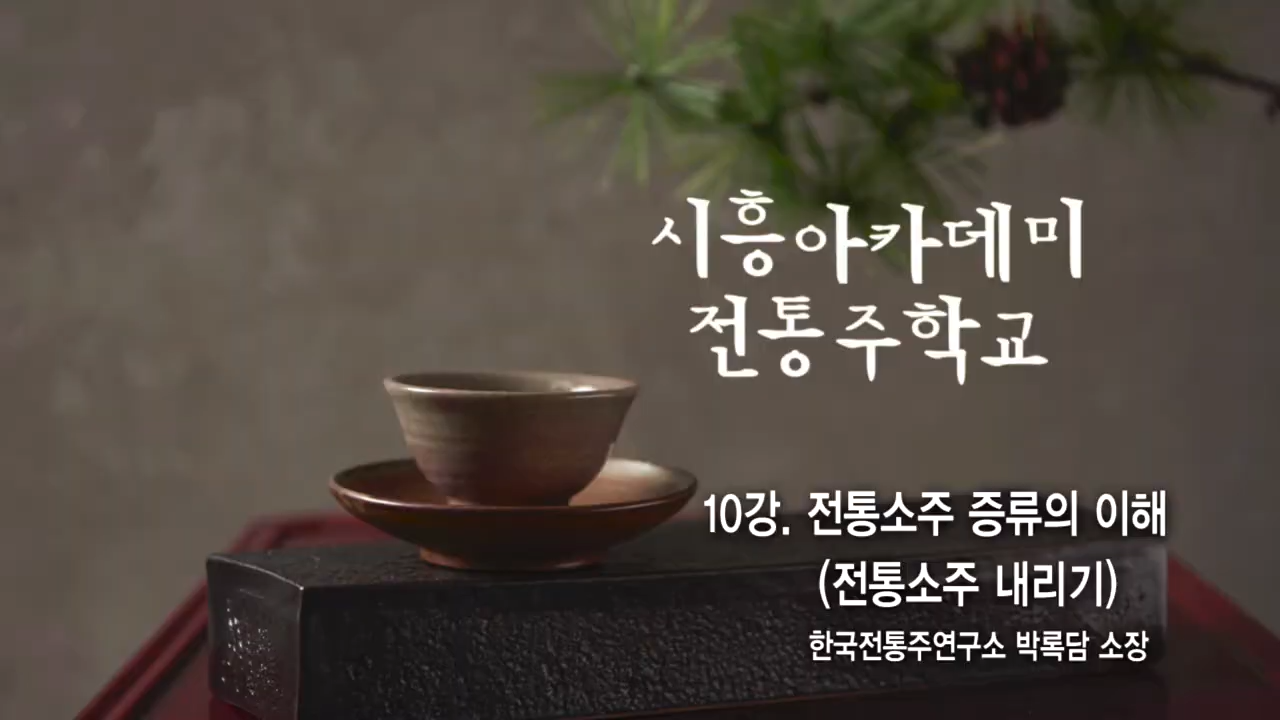 시흥아카데미
전통주학교
10강. 전통소주 증류의 이해
(전통소주 내리기)
한국전통주연구소 박록담 소장